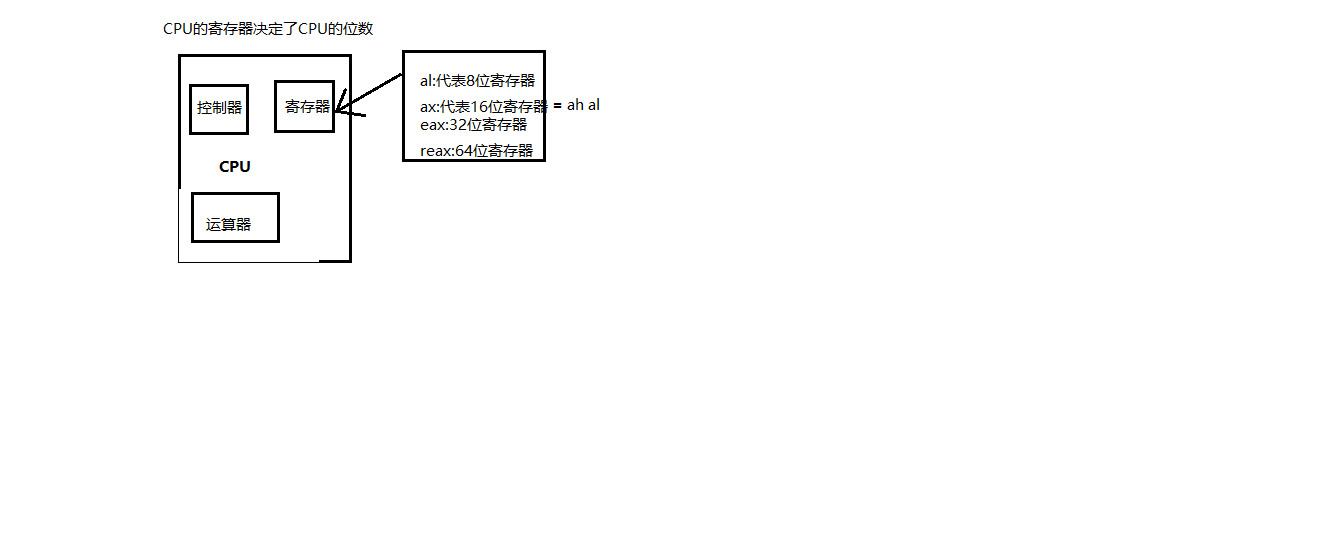 CPU的寄存器决定了CPU的位数
控制器
寄存器
CPU
运算器
al:代表8位寄存器
ax:代表16位寄存器 = ah al
eax:32位寄存器
reax:64位寄存器